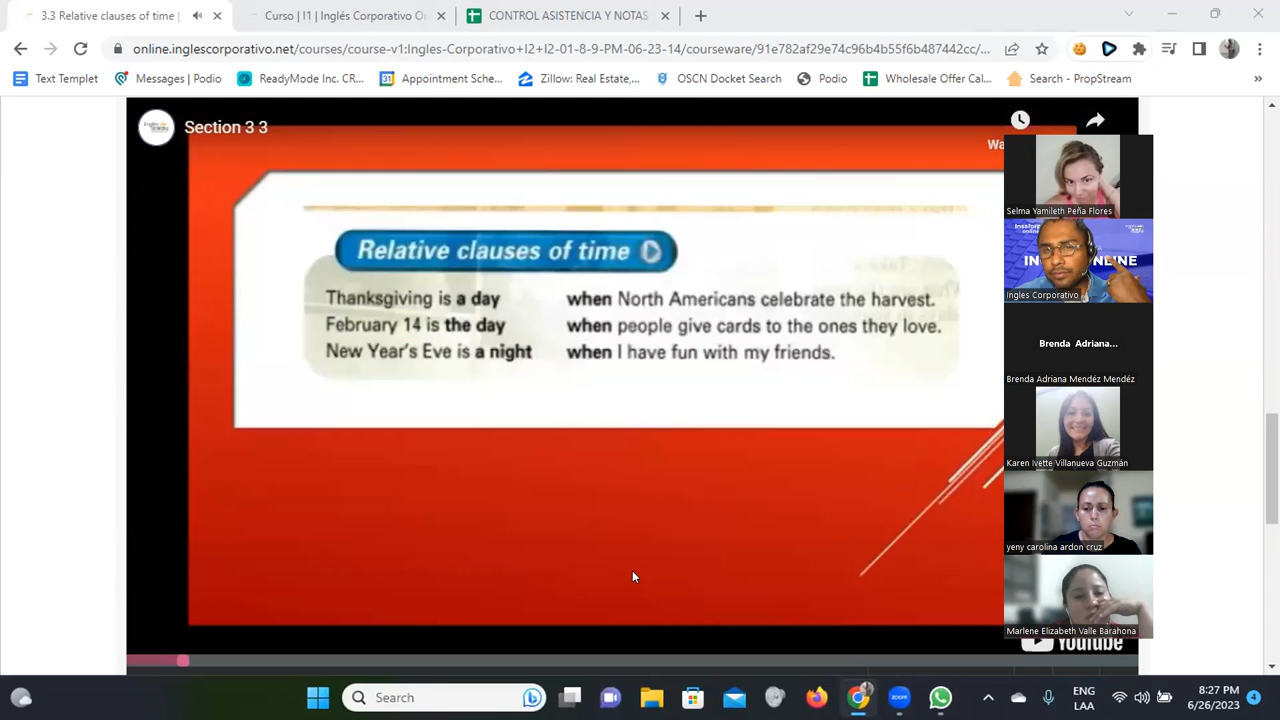 3.3 Relative clauses of time |
Curso | I1 | Inglés Corporativo On
CONTROL ASISTENCIA Y NOTAS
online.inglescorporativo.net/courses/course-v1:Ingles-Corporativo+I2+I2-01-8-9-PM-06-23-14/courseware/91e782af29e74c96b4b55f6b487442cc/...
Text Templet
Messages | Podio
ReadyMode Inc. CR...
Appointment Sche...
Zillow: Real Estate,...
OSCN Docket Search
Podio
Wholesale Offer Cal...
Search - PropStream
»
Section 3 3
Wa
Relative clauses of time
Thanksgiving is a day when North Americans celebrate the harvest.
February 14 is the day when people give cards to the ones they love.
New Year's Eve is a night when I have fun with my friends.
Selma Yamileth Peña Flores
Ingles Corporativo
Brenda Adriana...
Brenda Adriana Mendéz Mendéz
Karen Ivette Villanueva Guzmán
yeny carolina ardon cruz
Marlene Elizabeth Valle Barahona
YouTube
Search
zoom
ENG
LAA
8:27 PM
6/26/2023
4